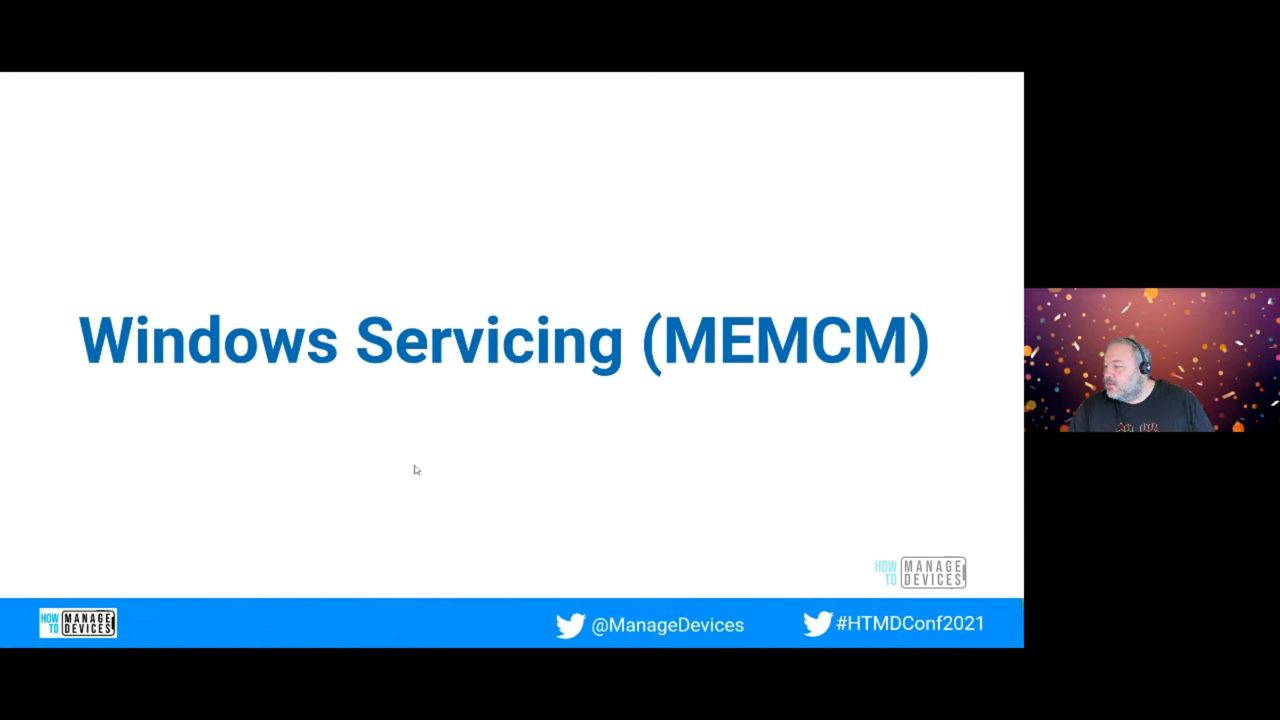 Windows Servicing (MEMCM)
HOW TO MANAGE DEVICES
HOW TO MANAGE DEVICES
@ManageDevices
#HTMDConf2021